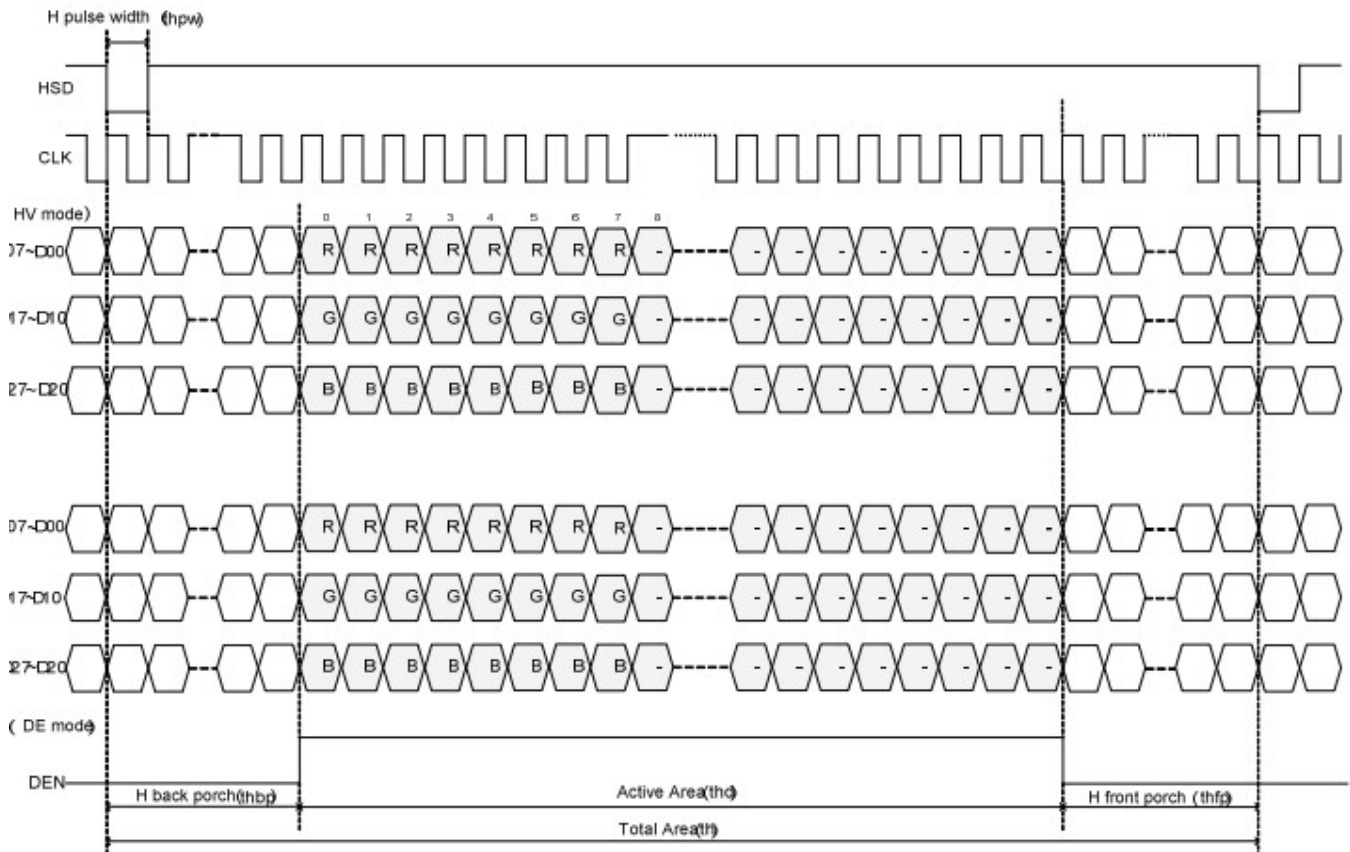 H pulse width (hpw)
HSD
CLK
HV mode)
0 1 2 3 4 5 6 7 8
07~D00 R R R R R R R R - - - - - - - - -
17~D10 G G G G G G G G - - - - - - - - -
27~D20 B B B B B B B B - - - - - - - - -
07~D00 R R R R R R R R - - - - - - - - -
17~D10 G G G G G G G G - - - - - - - - -
27~D20 B B B B B B B B - - - - - - - - -
( DE mode)
DEN
H back porch(thbp) Active Area(thd) H front porch (thfp)
Total Area(th)